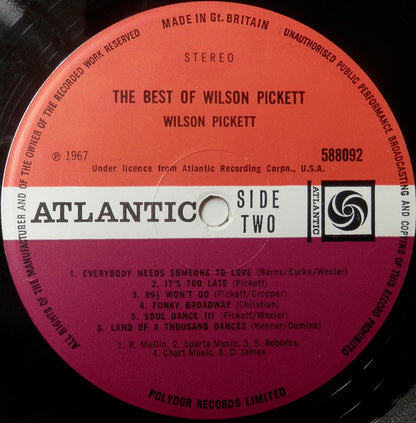 MADE IN Gt. BRITAIN
UNAUTHORISED PUBLIC PERFORMANCE BROADCASTING AND COPYING OF THIS RECORD PROHIBITED
ALL RIGHTS OF THE MANUFACTURER AND OF THE OWNER OF THE RECORDED WORK RESERVED
STEREO
THE BEST OF WILSON PICKETT
WILSON PICKETT
℗ 1967
588092
Under licence from Atlantic Recording Corpn., U.S.A.
ATLANTIC
SIDE
TWO
ATLANTIC
1. EVERYBODY NEEDS SOMEONE TO LOVE (Berns/Burke/Wexler)
2. IT'S TOO LATE (Pickett)
3. 99½ WON'T DO (Pickett/Cropper)
4. FUNKY BROADWAY (Christian)
5. SOUL DANCE III (Pickett/Wexler)
6. LAND OF A THOUSAND DANCES (Kenner/Domino)
1. R. Mellin. 2. Sparta Music. 3, 5. Robbins.
4. Chart Music. 6. D. James
POLYDOR RECORDS LIMITED